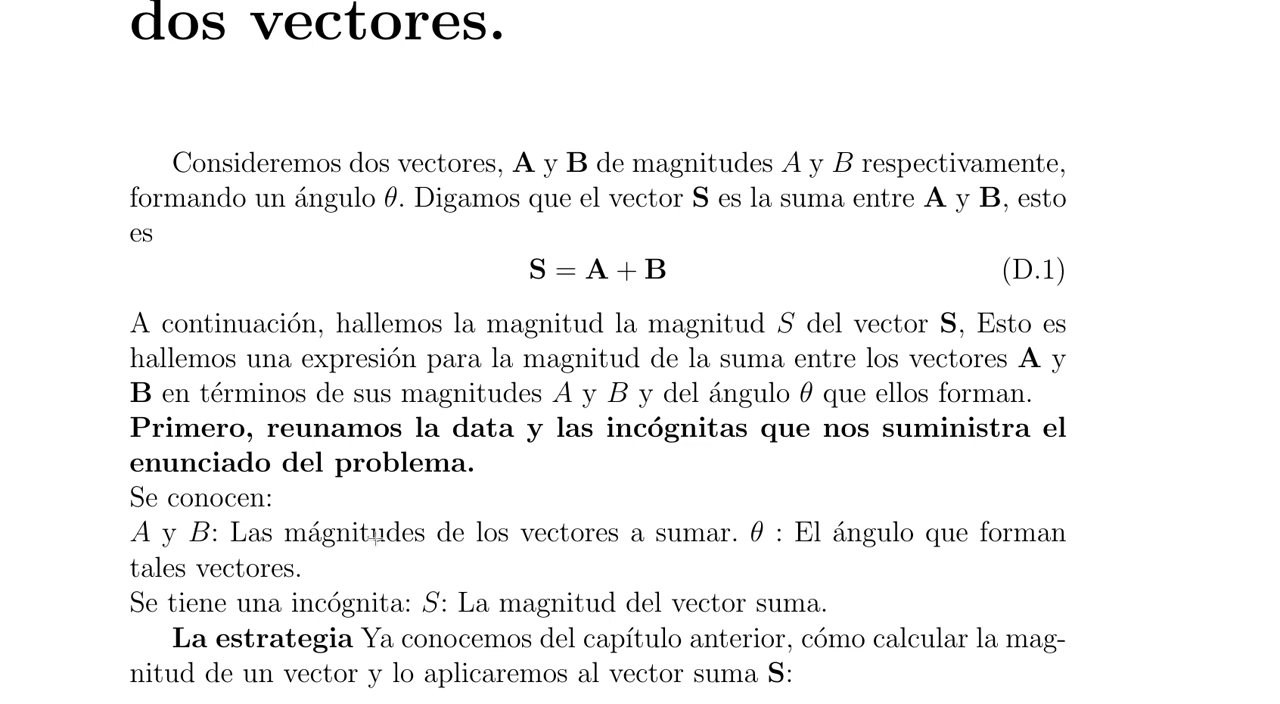 dos vectores.
Consideremos dos vectores, A y B de magnitudes A y B respectivamente,
formando un ángulo θ. Digamos que el vector S es la suma entre A y B, esto
es
S = A + B (D.1)
A continuación, hallemos la magnitud la magnitud S del vector S, Esto es
hallemos una expresión para la magnitud de la suma entre los vectores A y
B en términos de sus magnitudes A y B y del ángulo θ que ellos forman.
Primero, reunamos la data y las incógnitas que nos suministra el
enunciado del problema.
Se conocen:
A y B: Las mágnitudes de los vectores a sumar. θ : El ángulo que forman
tales vectores.
Se tiene una incógnita: S: La magnitud del vector suma.
La estrategia Ya conocemos del capítulo anterior, cómo calcular la mag-
nitud de un vector y lo aplicaremos al vector suma S: